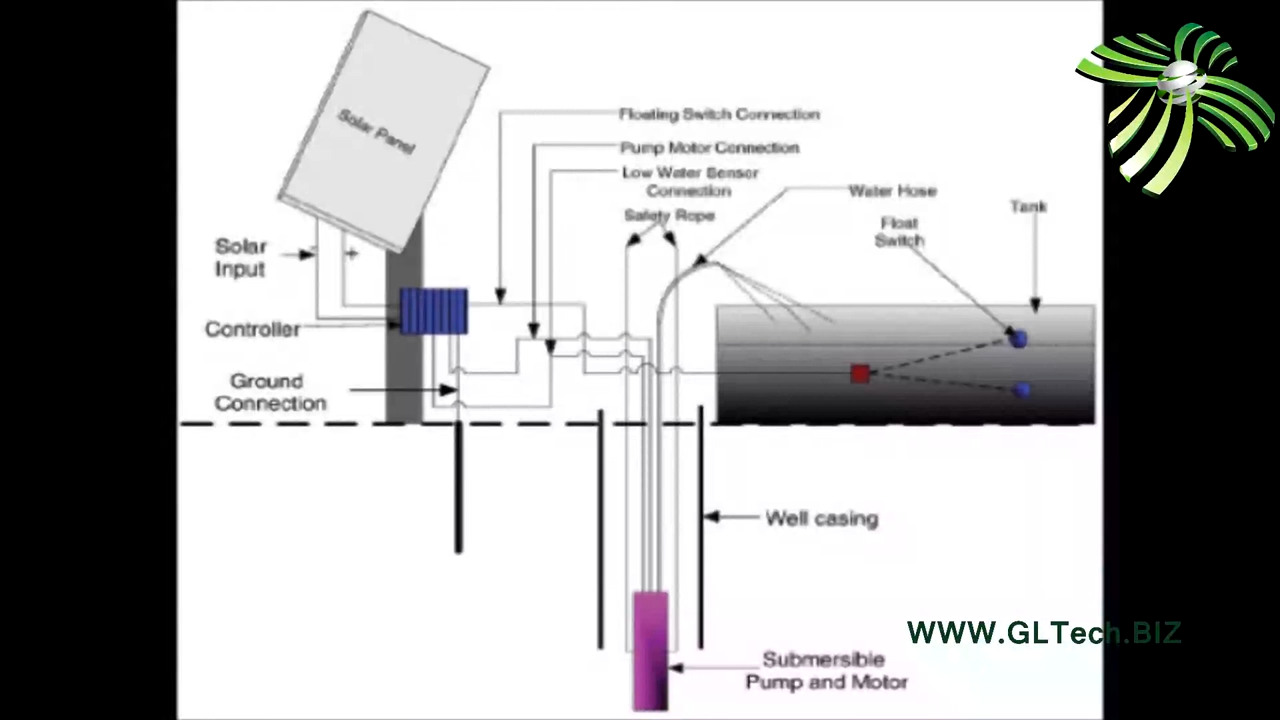 Solar Panel
Floating Switch Connection
Pump Motor Connection
Low Water Sensor
Connection
Safety Rope
Water Hose
Float
Switch
Tank
Solar
Input
-
+
Controller
Ground
Connection
Well casing
WWW.GLTech.BIZ
Submersible
Pump and Motor